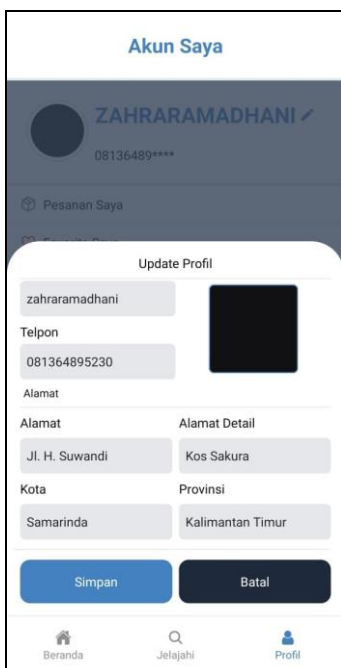 Akun Saya
ZAHRARAMADHANI
08136489****
Pesanan Saya
Update Profil
zahraramadhani
Telpon
081364895230
Alamat
Alamat Alamat Detail
Jl. H. Suwandi Kos Sakura
Kota Provinsi
Samarinda Kalimantan Timur
Simpan Batal
Beranda Jelajahi Profil